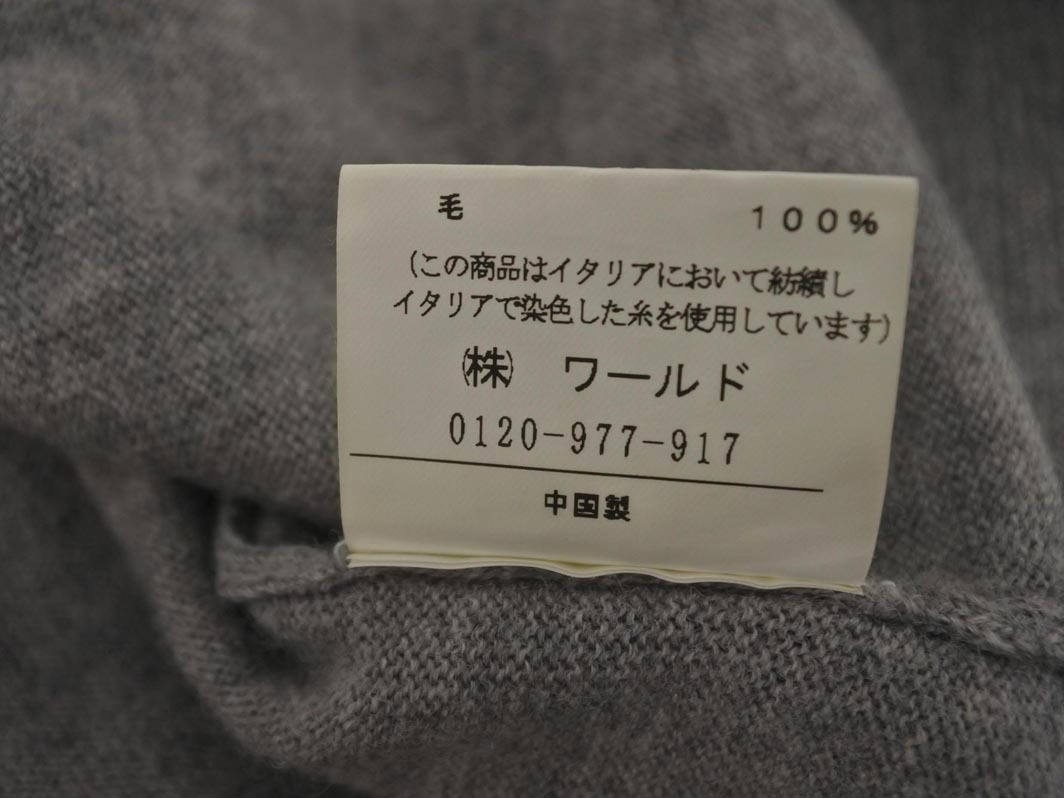 毛 １００％
(この商品はイタリアにおいて紡績し
イタリアで染色した糸を使用しています)
㈱ ワールド
0120-977-917
中国製